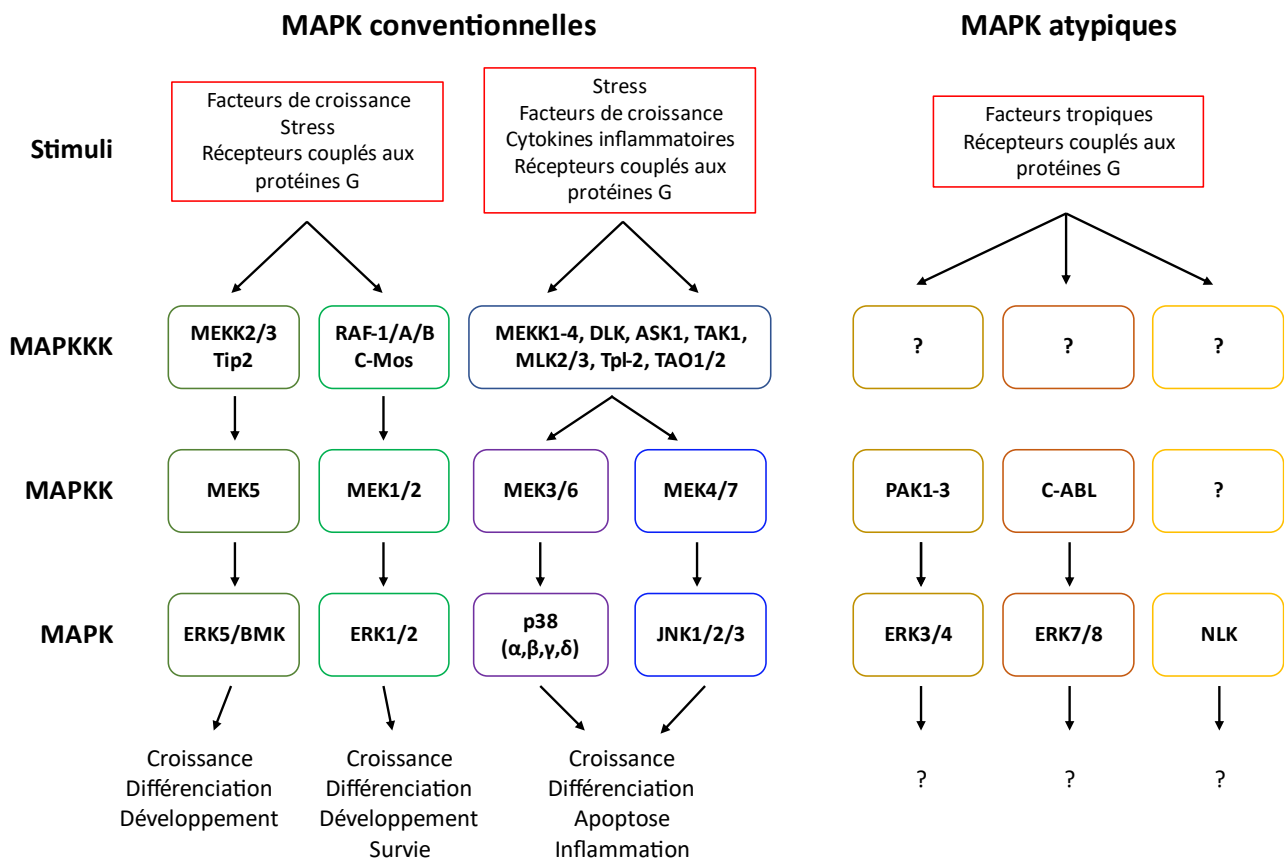 MAPK conventionnelles
MAPK atypiques
Stimuli
Facteurs de croissance
Stress
Récepteurs couplés aux
protéines G
Stress
Facteurs de croissance
Cytokines inflammatoires
Récepteurs couplés aux
protéines G
Facteurs tropiques
Récepteurs couplés aux
protéines G
MAPKKK
MEKK2/3
Tip2
RAF-1/A/B
C-Mos
MEKK1-4, DLK, ASK1, TAK1,
MLK2/3, Tpl-2, TAO1/2
?
?
?
MAPKK
MEK5
MEK1/2
MEK3/6
MEK4/7
PAK1-3
C-ABL
?
MAPK
ERK5/BMK
ERK1/2
p38
(α,β,γ,δ)
JNK1/2/3
ERK3/4
ERK7/8
NLK
Croissance
Différenciation
Développement
Croissance
Différenciation
Développement
Survie
Croissance
Différenciation
Apoptose
Inflammation
?
?
?